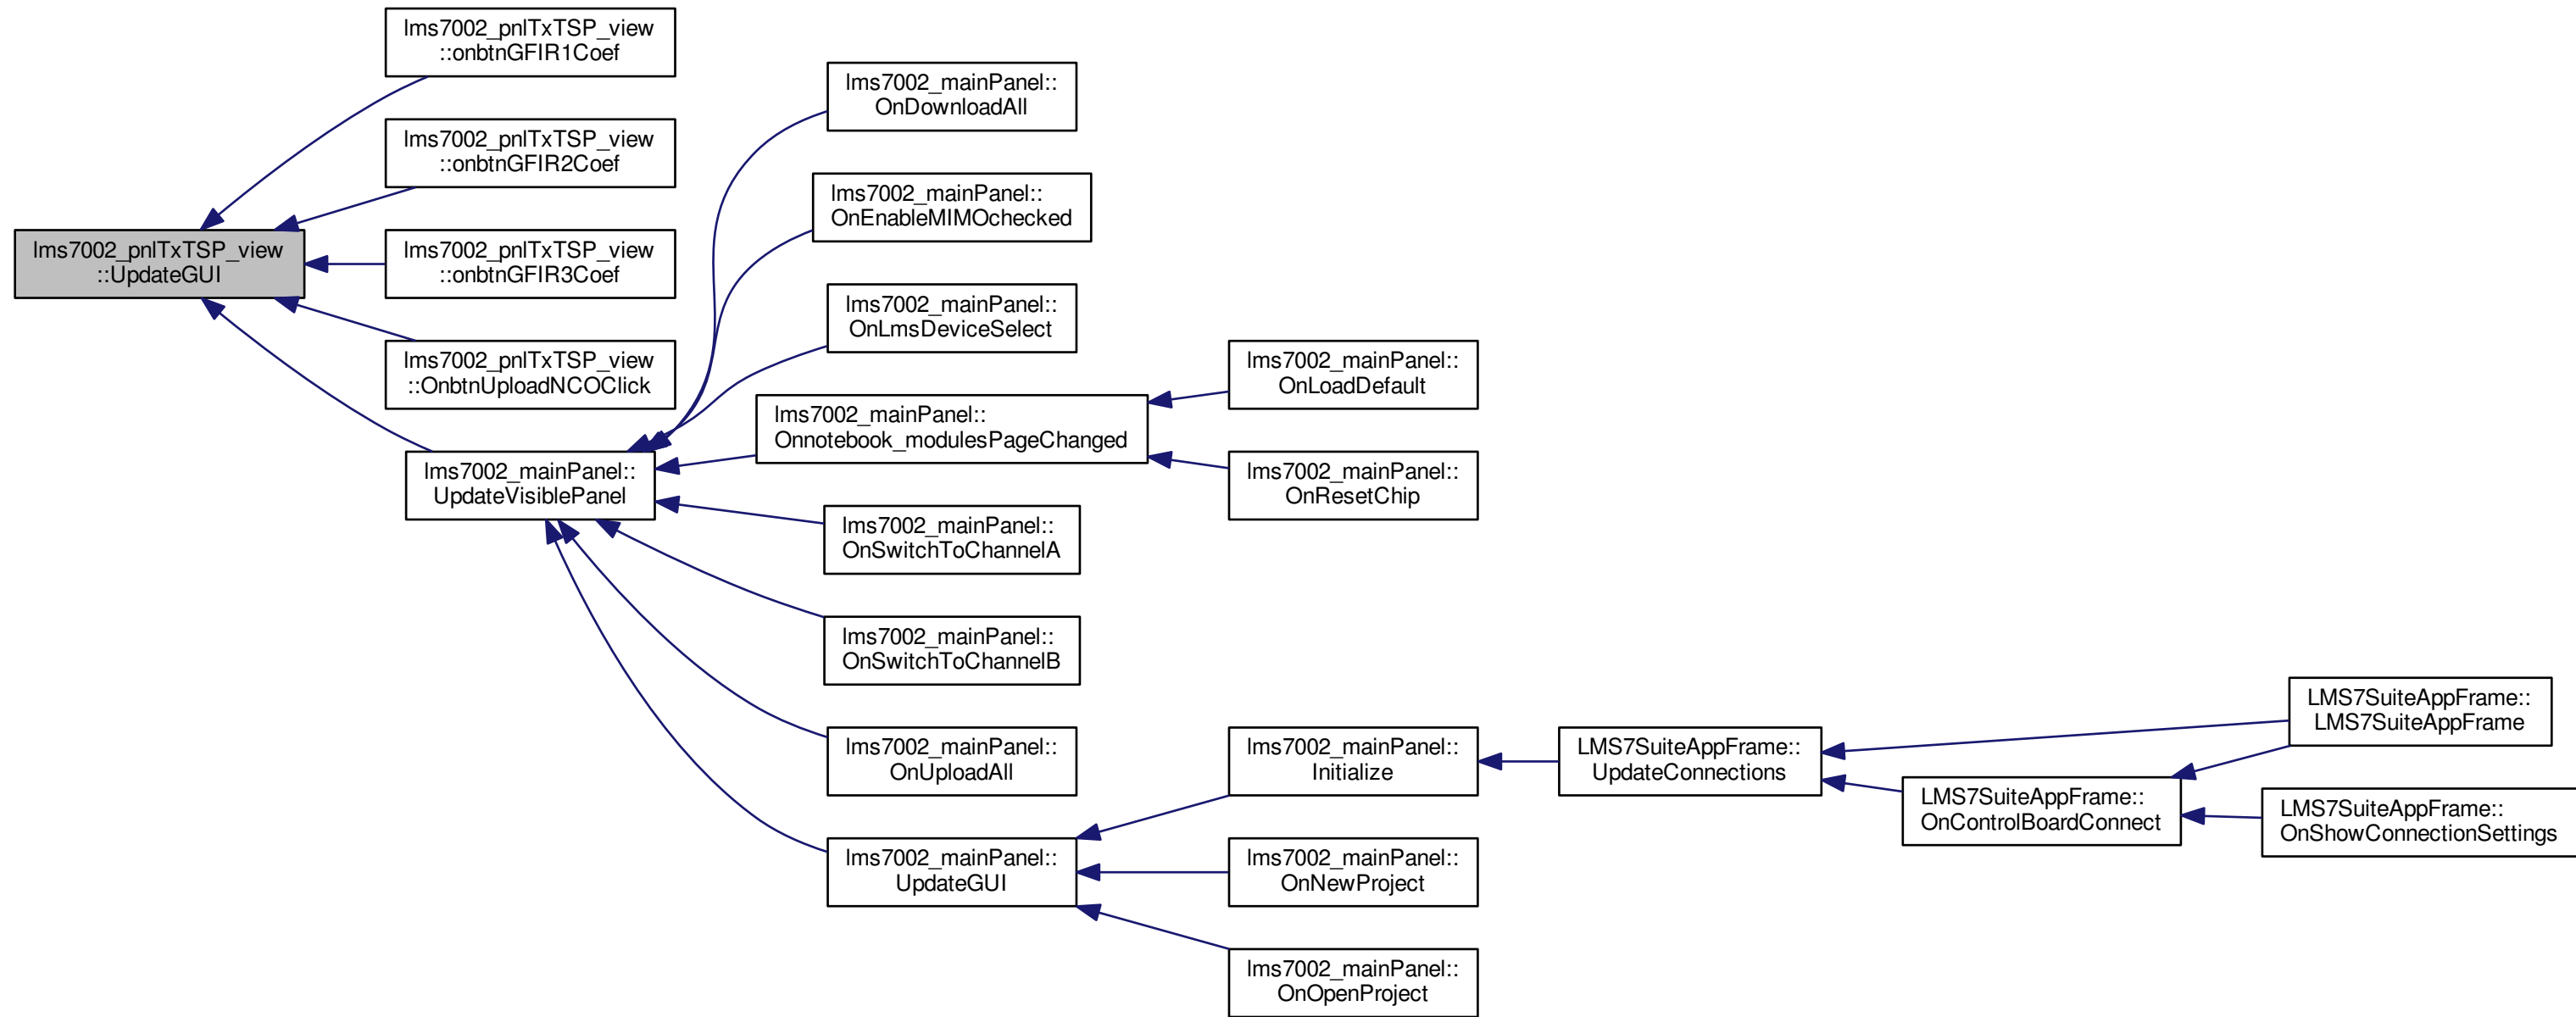 lms7002_pnlTxTSP_view
::UpdateGUI
lms7002_pnlTxTSP_view
::onbtnGFIR1Coef
lms7002_pnlTxTSP_view
::onbtnGFIR2Coef
lms7002_pnlTxTSP_view
::onbtnGFIR3Coef
lms7002_pnlTxTSP_view
::OnbtnUploadNCOClick
lms7002_mainPanel::
UpdateVisiblePanel
lms7002_mainPanel::
OnDownloadAll
lms7002_mainPanel::
OnEnableMIMOchecked
lms7002_mainPanel::
OnLmsDeviceSelect
lms7002_mainPanel::
Onnotebook_modulesPageChanged
lms7002_mainPanel::
OnLoadDefault
lms7002_mainPanel::
OnResetChip
lms7002_mainPanel::
OnSwitchToChannelA
lms7002_mainPanel::
OnSwitchToChannelB
lms7002_mainPanel::
OnUploadAll
lms7002_mainPanel::
UpdateGUI
lms7002_mainPanel::
Initialize
lms7002_mainPanel::
OnNewProject
lms7002_mainPanel::
OnOpenProject
LMS7SuiteAppFrame::
UpdateConnections
LMS7SuiteAppFrame::
OnControlBoardConnect
LMS7SuiteAppFrame::
LMS7SuiteAppFrame
LMS7SuiteAppFrame::
OnShowConnectionSettings